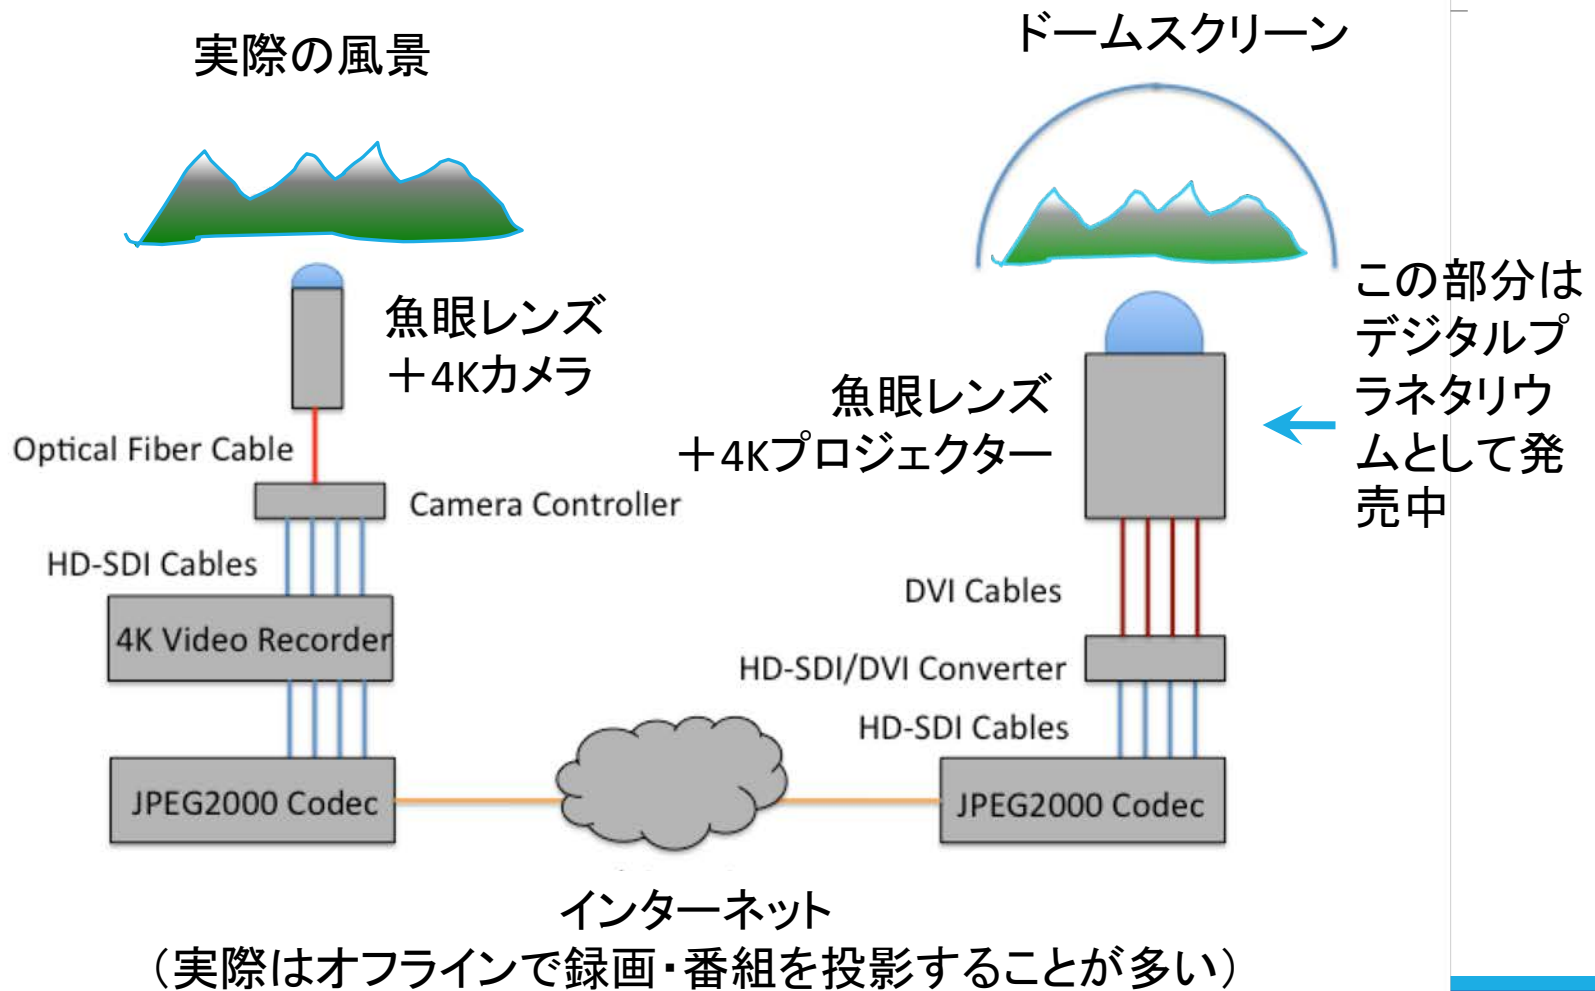 実際の風景
ドームスクリーン
魚眼レンズ
＋4Kカメラ
Optical Fiber Cable
Camera Controller
HD-SDI Cables
4K Video Recorder
JPEG2000 Codec
この部分は
デジタルプ
ラネタリウ
ムとして発
売中
魚眼レンズ
＋4Kプロジェクター
DVI Cables
HD-SDI/DVI Converter
HD-SDI Cables
JPEG2000 Codec
インターネット
（実際はオフラインで録画・番組を投影することが多い）